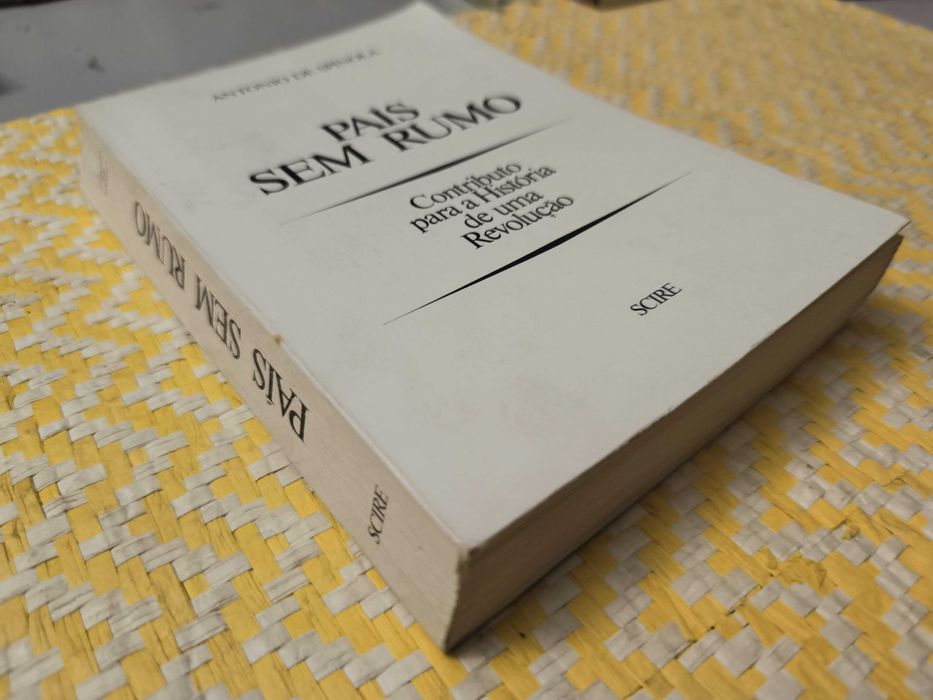 ANTÓNIO DE SPÍNOLA
PAÍS
SEM RUMO
Contributo
para a História
de uma
Revolução
SCIRE
PAÍS SEM RUMO
SCIRE